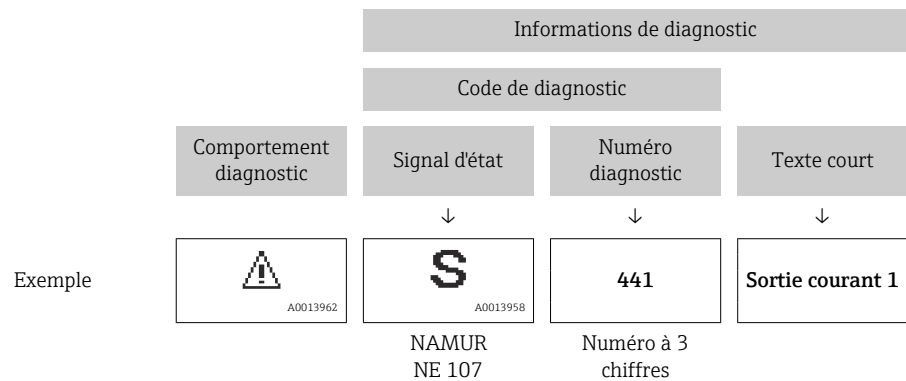 Informations de diagnostic
Code de diagnostic
Comportement
diagnostic
Signal d'état
Numéro
diagnostic
Texte court
↓ ↓ ↓
Exemple
A0013962
S
A0013958
441
Sortie courant 1
NAMUR
NE 107
Numéro à 3
chiffres